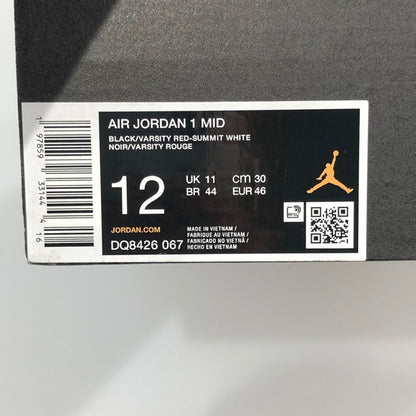 AIR JORDAN 1 MID
BLACK/VARSITY RED-SUMMIT WHITE
NOIR/VARSITY ROUGE
12
UK 11 CM 30
BR 44 EUR 46
JORDAN.COM
DQ8426 067
MADE IN VIETNAM /
FABRIQUE AU VIETNAM /
FABRICADO NO VIETNÃ /
HECHO EN VIETNAM
1 97859 33144 4 16